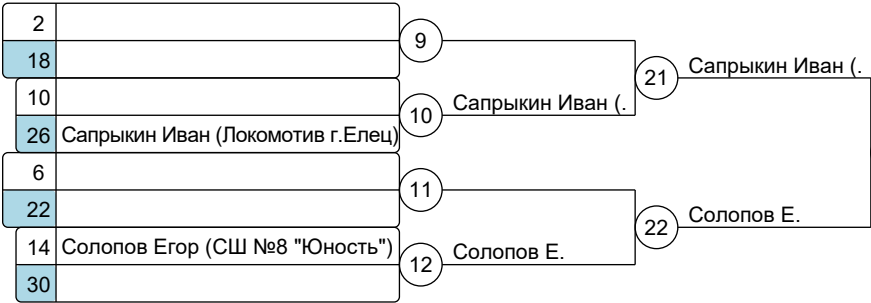 2
18
9
10
26 Сапрыкин Иван (Локомотив г.Елец)
10
Сапрыкин Иван (.
21
Сапрыкин Иван (.
6
22
11
14 Солопов Егор (СШ №8 "Юность")
30
12
Солопов Е.
22
Солопов Е.